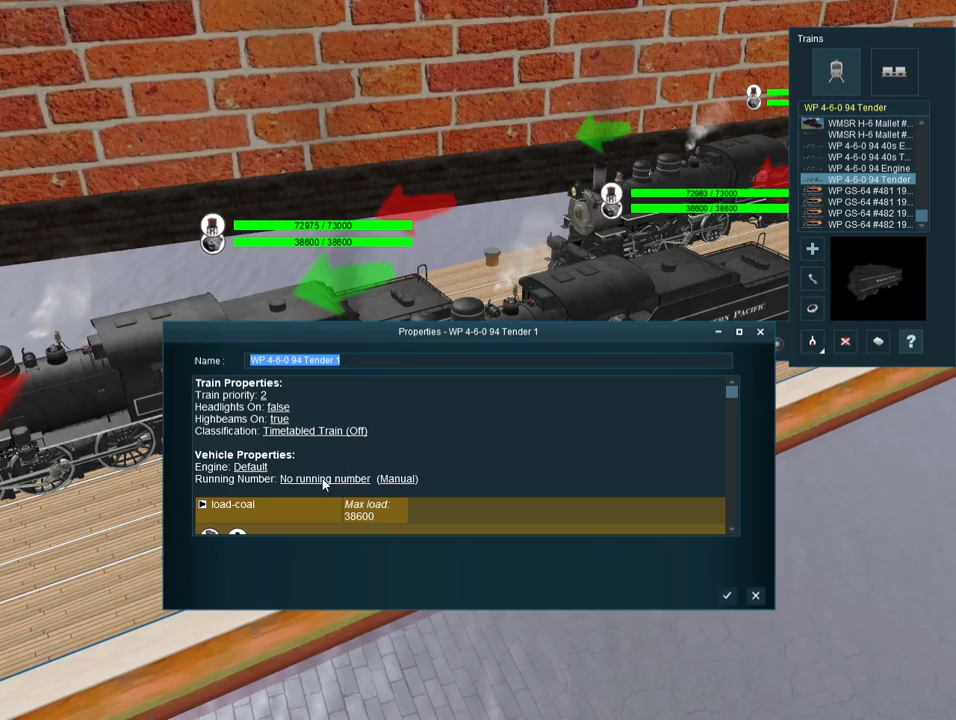 Trains
WP 4-6-0 94 Tender
WMSR H-6 Mallet #...
WMSR H-6 Mallet #...
WP 4-6-0 94 40s E...
WP 4-6-0 94 40s T...
WP 4-6-0 94 Engine
WP 4-6-0 94 Tender
WP GS-64 #481 19...
WP GS-64 #481 19...
WP GS-64 #482 19...
WP GS-64 #482 19...
72983 / 73000
38600 / 38600
72975 / 73000
38600 / 38600
PACIFIC
Properties - WP 4-6-0 94 Tender 1
Name :
WP 4-6-0 94 Tender 1
Train Properties:
Train priority: 2
Headlights On: false
Highbeams On: true
Classification: Timetabled Train (Off)
Vehicle Properties:
Engine: Default
Running Number: No running number (Manual)
load-coal
Max load:
38600